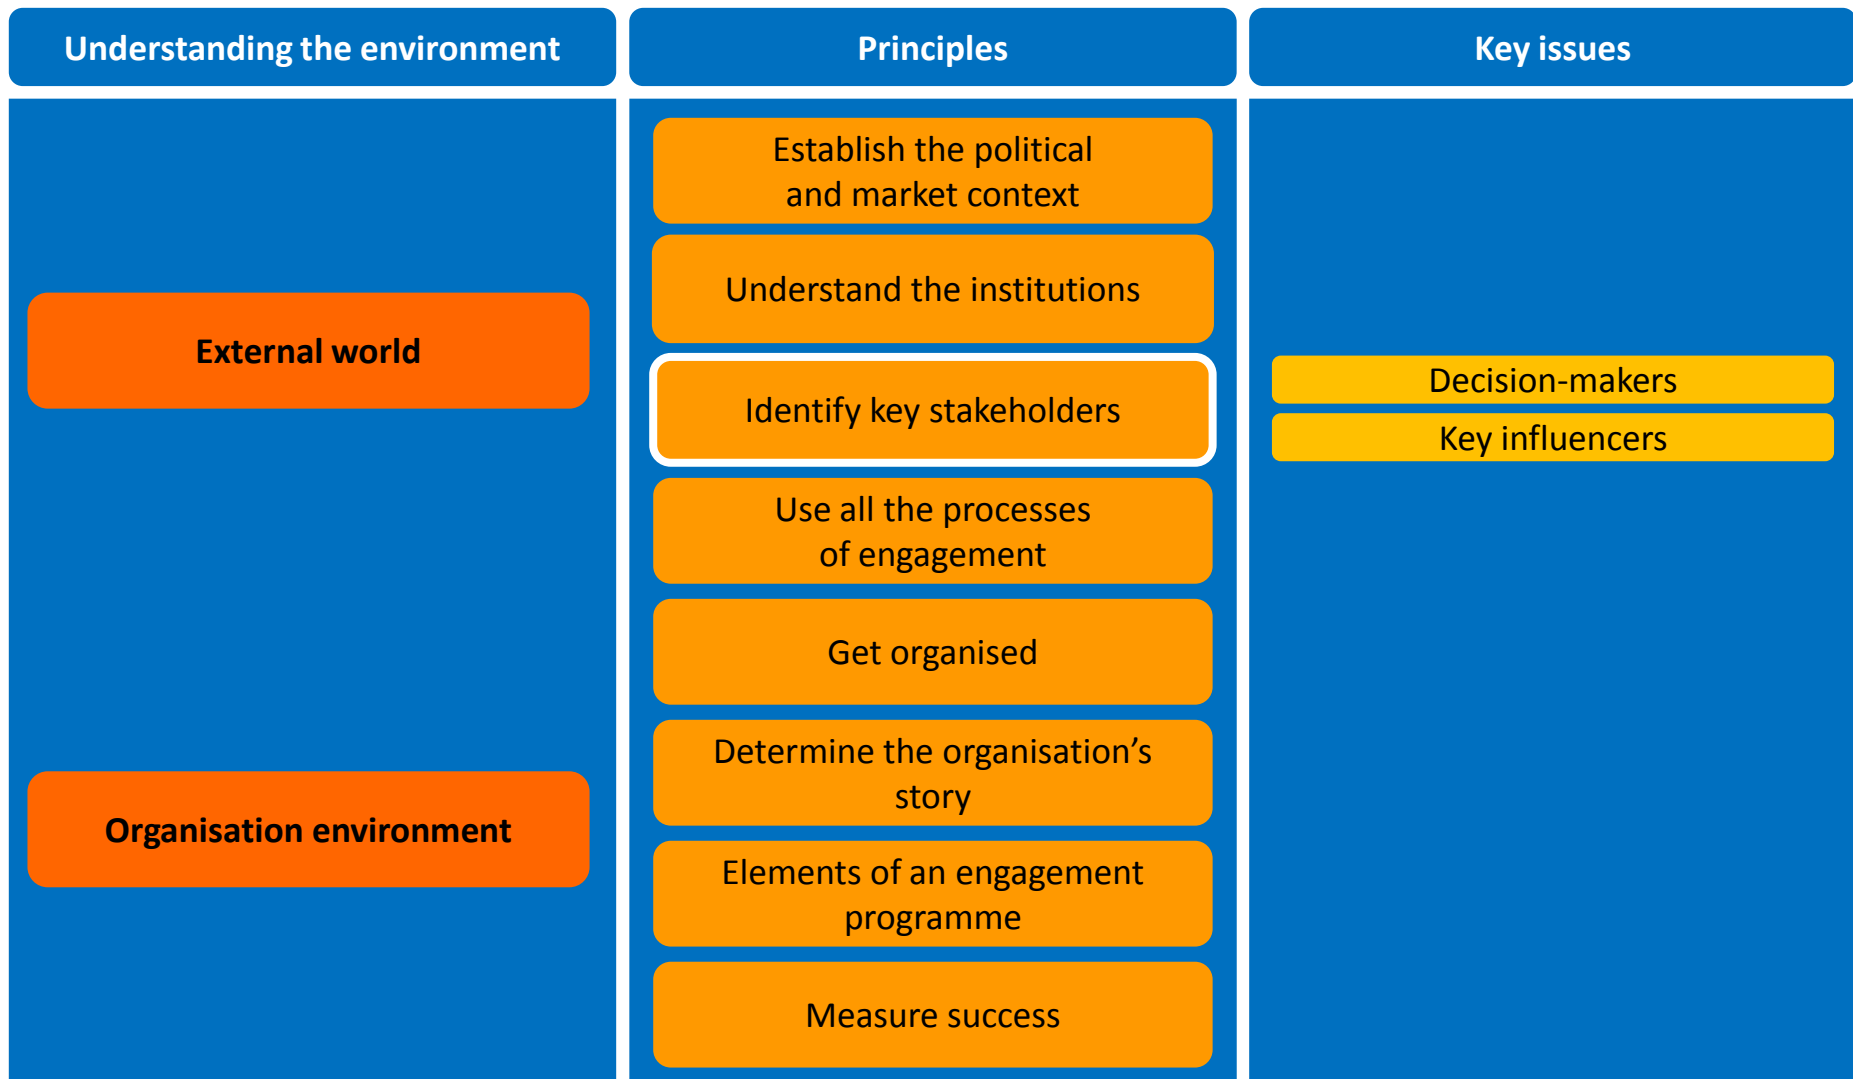 Understanding the environment
Principles
Key issues
External world
Organisation environment
Establish the political
and market context
Understand the institutions
Identify key stakeholders
Use all the processes
of engagement
Get organised
Determine the organisation’s
story
Elements of an engagement
programme
Measure success
Decision-makers
Key influencers